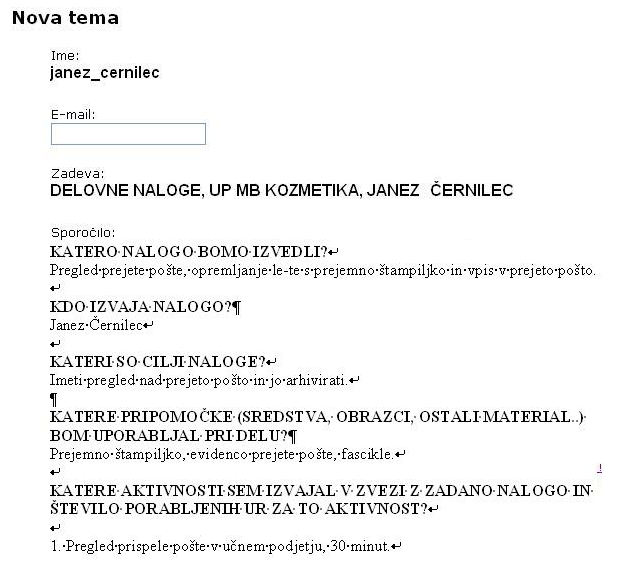 Nova tema
Ime:
janez_cernilec
E-mail:
Zadeva:
DELOVNE NALOGE, UP MB KOZMETIKA, JANEZ ČERNILEC
Sporočilo:
KATERO·NALOGO·BOMO·IZVEDLI?↵
Pregled·prejete·pošte,·opremljanje·le-te·s·prejemno·štampiljko·in·vpis·v·prejeto·pošto.
↵
KDO·IZVAJA·NALOGO?¶
Janez·Černilec↵
↵
KATERI·SO·CILJI·NALOGE?↵
Imeti·pregled·nad·prejeto·pošto·in·jo·arhivirati.↵
¶
KATERE·PRIPOMOČKE·(SREDSTVA,·OBRAZCI,·OSTALI·MATERIAL..)·
BOM·UPORABLJAL·PRI·DELU?¶
Prejemno·štampiljko,·evidenco·prejete·pošte,·fascikle.↵
↵ !
KATERE·AKTIVNOSTI·SEM·IZVAJAL·V·ZVEZI·Z·ZADANO·NALOGO·IN·
ŠTEVILO·PORABLJENIH·UR·ZA·TO·AKTIVNOST?↵
↵
1.·Pregled·prispele·pošte·v·učnem·podjetju,·30·minut.↵